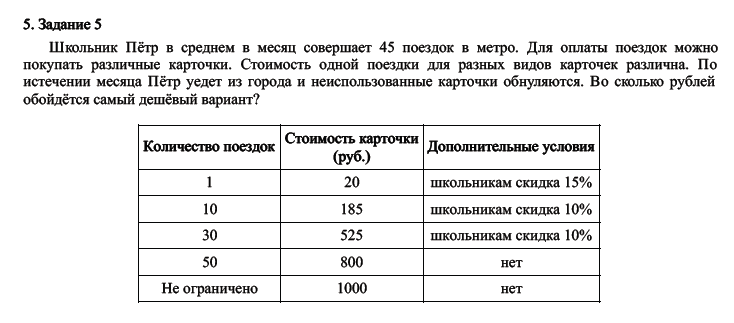 5. Задание 5
Школьник Пётр в среднем в месяц совершает 45 поездок в метро. Для оплаты поездок можно
покупать различные карточки. Стоимость одной поездки для разных видов карточек различна. По
истечении месяца Пётр уедет из города и неиспользованные карточки обнуляются. Во сколько рублей
обойдётся самый дешёвый вариант?
Количество поездок Стоимость карточки (руб.) Дополнительные условия
1 20 школьникам скидка 15%
10 185 школьникам скидка 10%
30 525 школьникам скидка 10%
50 800 нет
Не ограничено 1000 нет